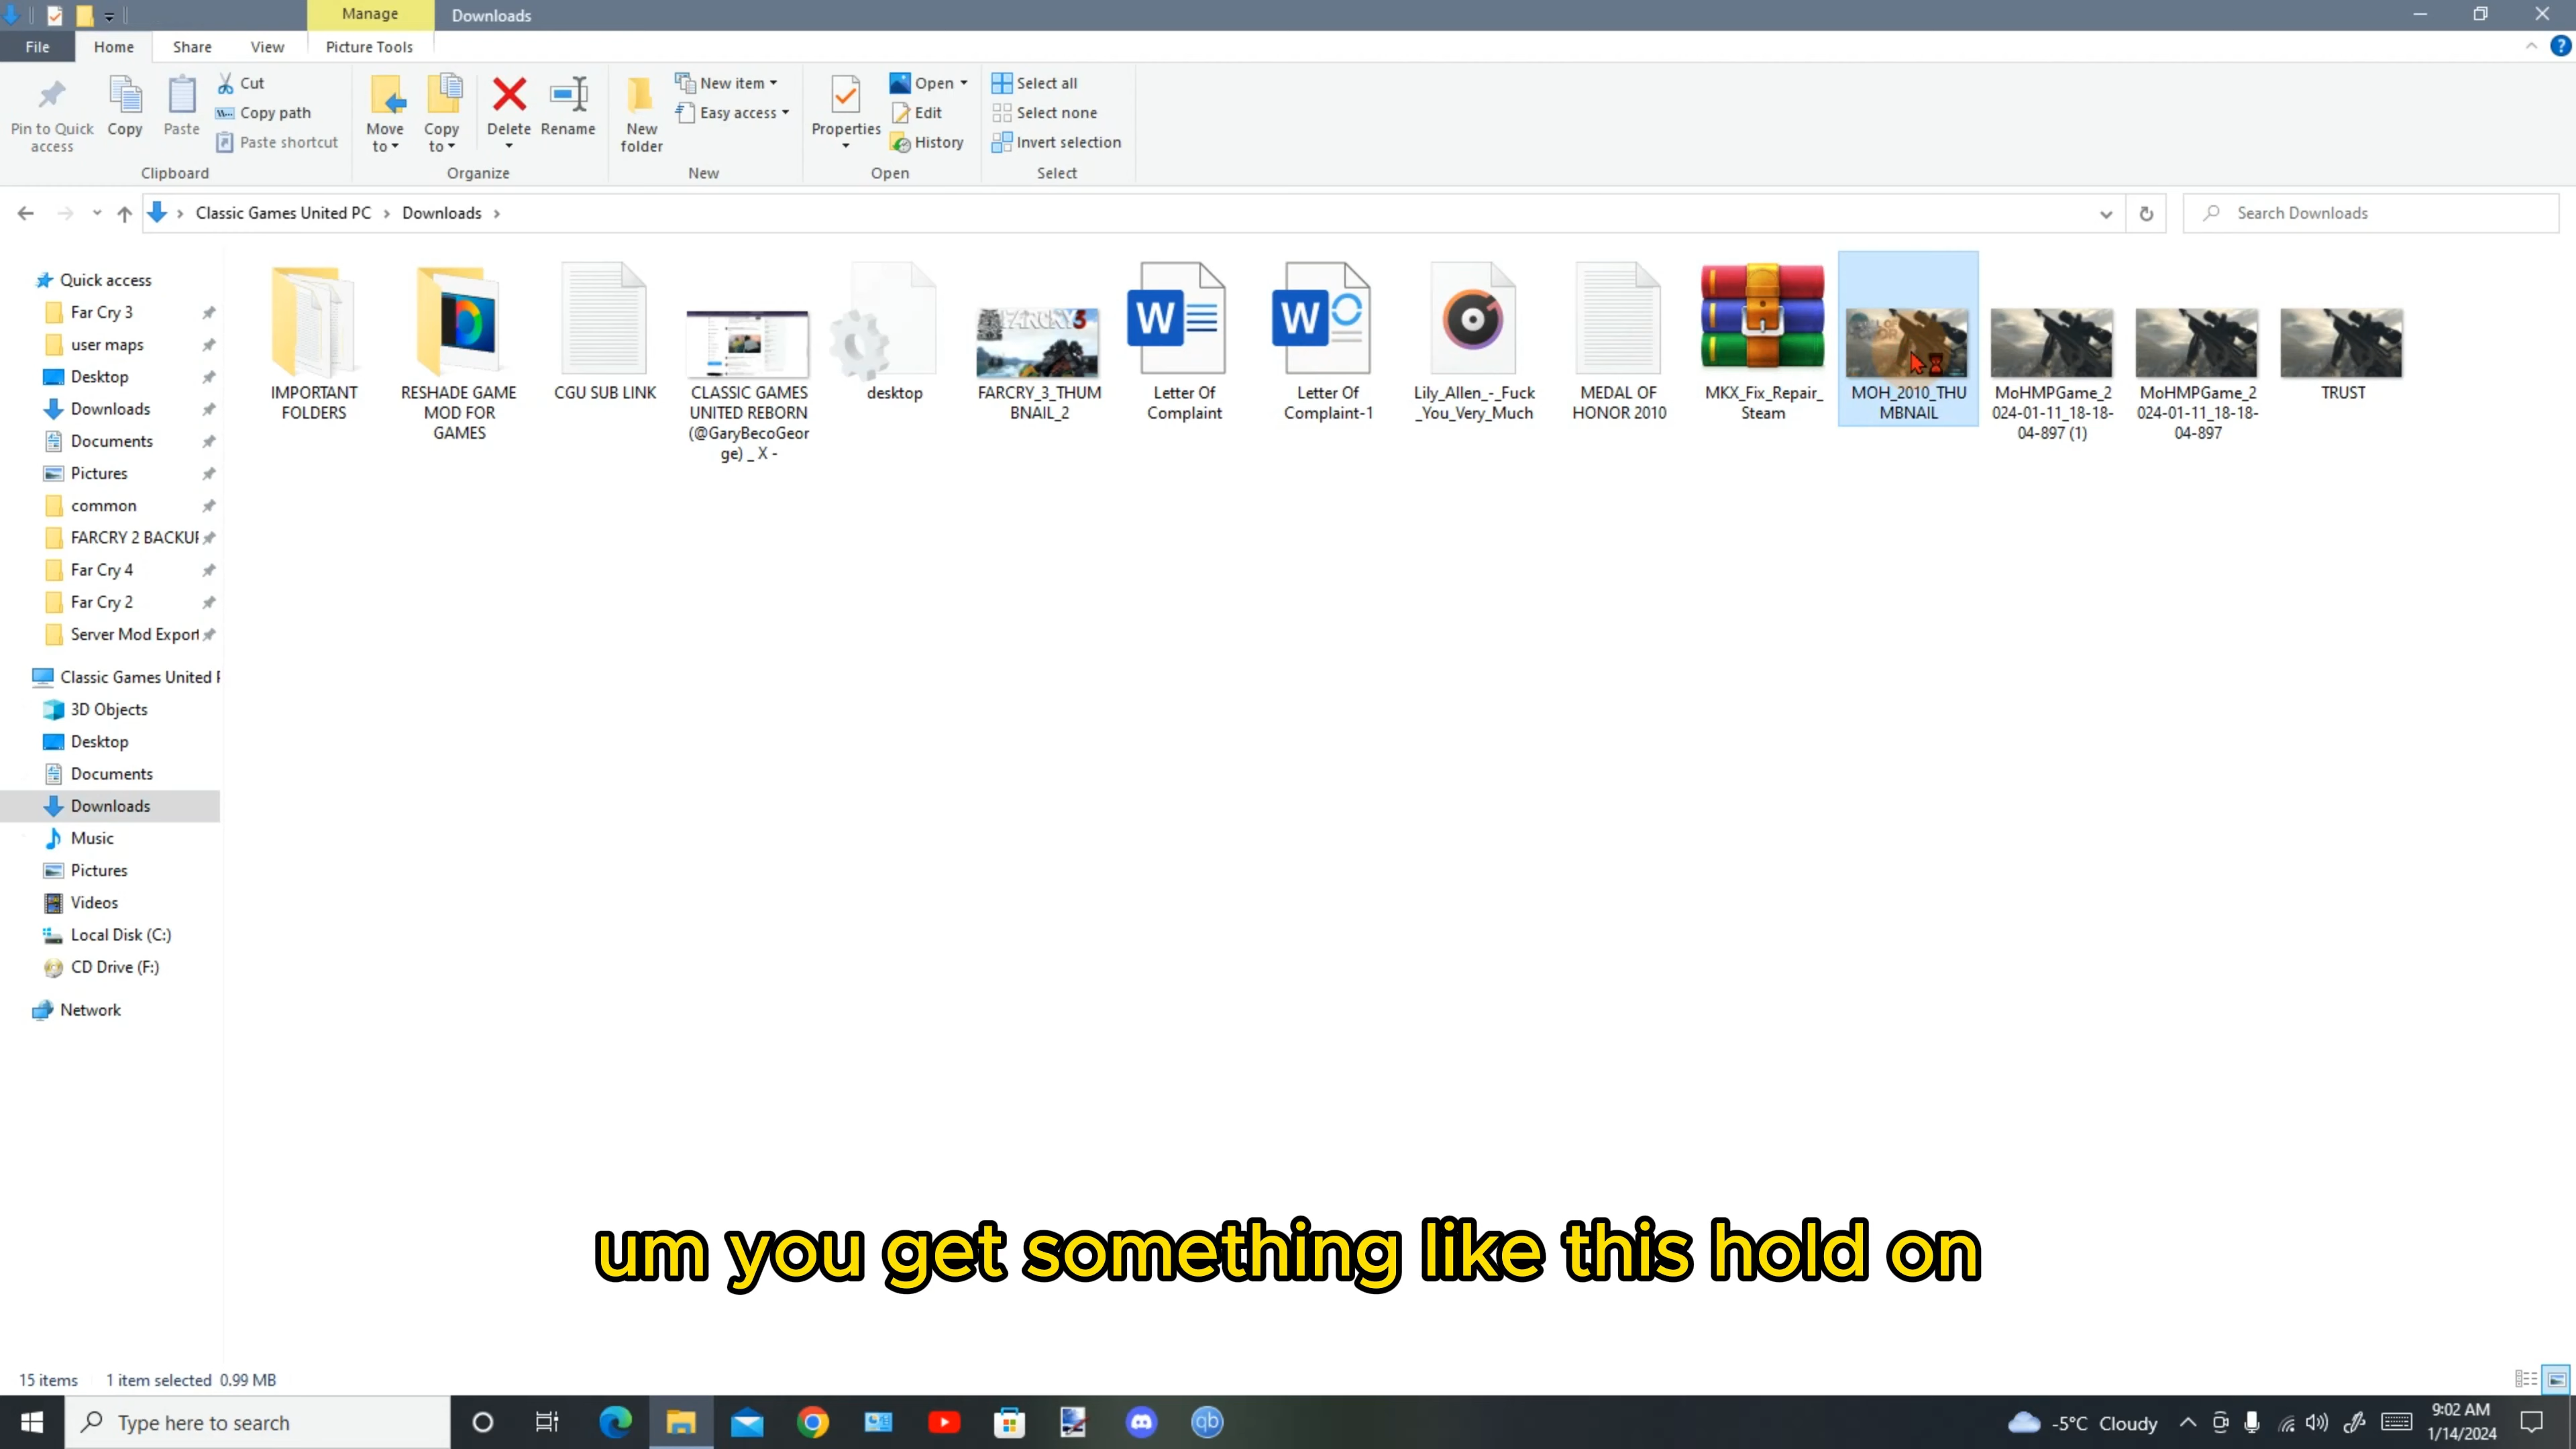 Manage
Downloads
File
Home
Share
View
Picture Tools
Pin to Quick
access
Copy
Paste
Cut
Copy path
Paste shortcut
Clipboard
Move
to
Copy
to
Delete
Rename
Organize
New
folder
New item
Easy access
New
Properties
Open
Edit
History
Open
Select all
Select none
Invert selection
Select
Classic Games United PC
Downloads
Search Downloads
Quick access
Far Cry 3
user maps
Desktop
Downloads
Documents
Pictures
common
FARCRY 2 BACKUP
Far Cry 4
Far Cry 2
Server Mod Export
Classic Games United P
3D Objects
Desktop
Documents
Downloads
Music
Pictures
Videos
Local Disk (C:)
CD Drive (F:)
Network
IMPORTANT
FOLDERS
RESHADE GAME
MOD FOR
GAMES
CGU SUB LINK
CLASSIC GAMES
UNITED REBORN
(@GaryBecoGeor
ge) _ X -
desktop
FARCRY 3
FARCRY_3_THUM
BNAIL_2
W
Letter Of
Complaint
W
Letter Of
Complaint-1
Lily_Allen_-_Fuck
_You_Very_Much
MEDAL OF
HONOR 2010
MKX_Fix_Repair_
Steam
MOH_2010_THU
MBNAIL
MoHMPGame_2
024-01-11_18-18-
04-897 (1)
MoHMPGame_2
024-01-11_18-18-
04-897
TRUST
um you get something like this hold on
15 items
1 item selected 0.99 MB
Type here to search
qb
-5°C Cloudy
9:02 AM
1/14/2024